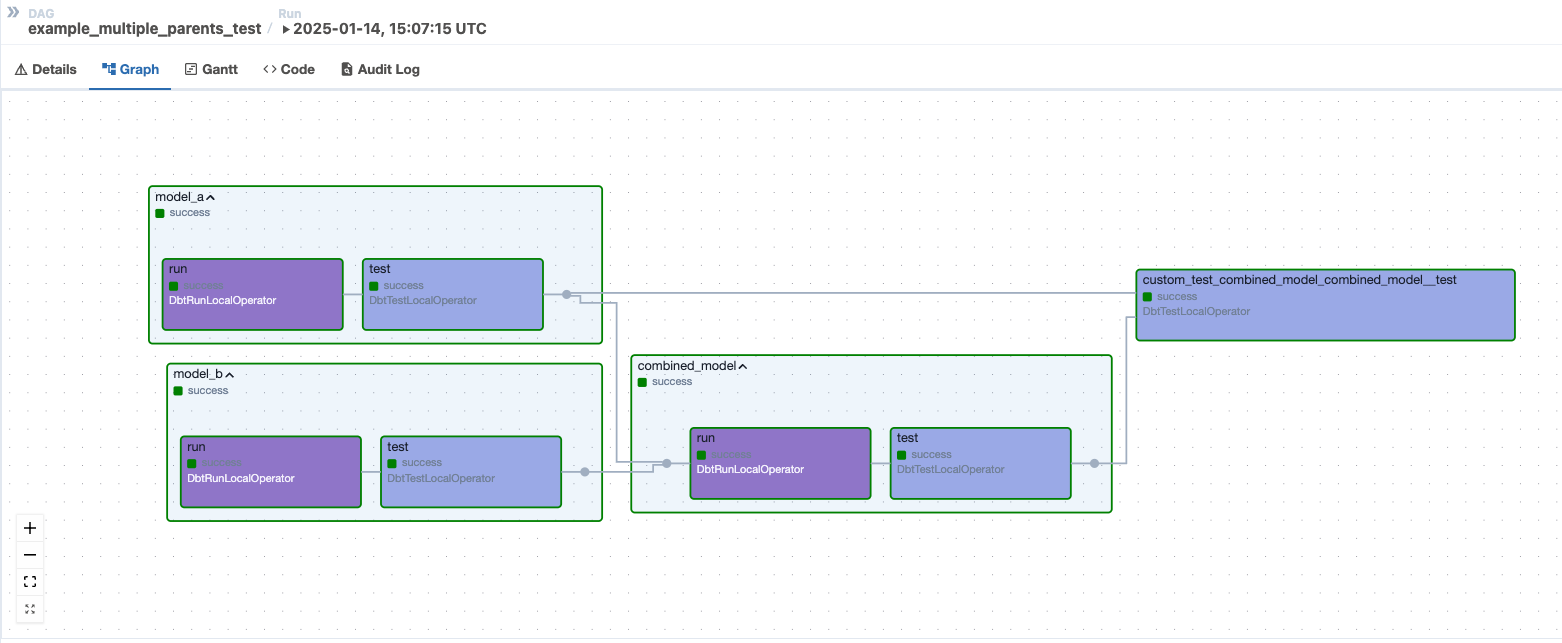 DAG
Run
example_multiple_parents_test / 2025-01-14, 15:07:15 UTC
Details
Graph
Gantt
Code
Audit Log
model_a
success
run
success
DbtRunLocalOperator
test
success
DbtTestLocalOperator
custom_test_combined_model_combined_model__test
success
DbtTestLocalOperator
model_b
success
run
success
DbtRunLocalOperator
test
success
DbtTestLocalOperator
combined_model
success
run
success
DbtRunLocalOperator
test
success
DbtTestLocalOperator